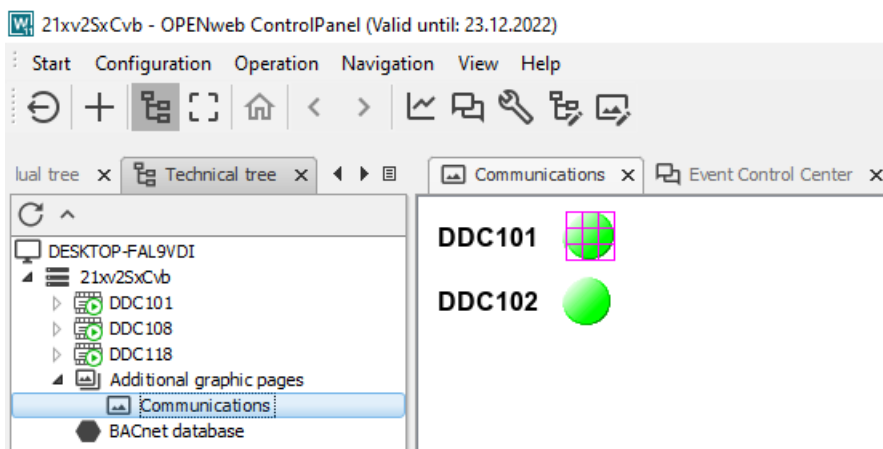 21xv2SxCvb - OPENweb ControlPanel (Valid until: 23.12.2022)
Start Configuration Operation Navigation View Help
lual tree Technical tree Communications Event Control Center
DESKTOP-FAL9VDI
21xv2SxCvb
DDC101
DDC108
DDC118
Additional graphic pages
Communications
BACnet database
DDC101
DDC102